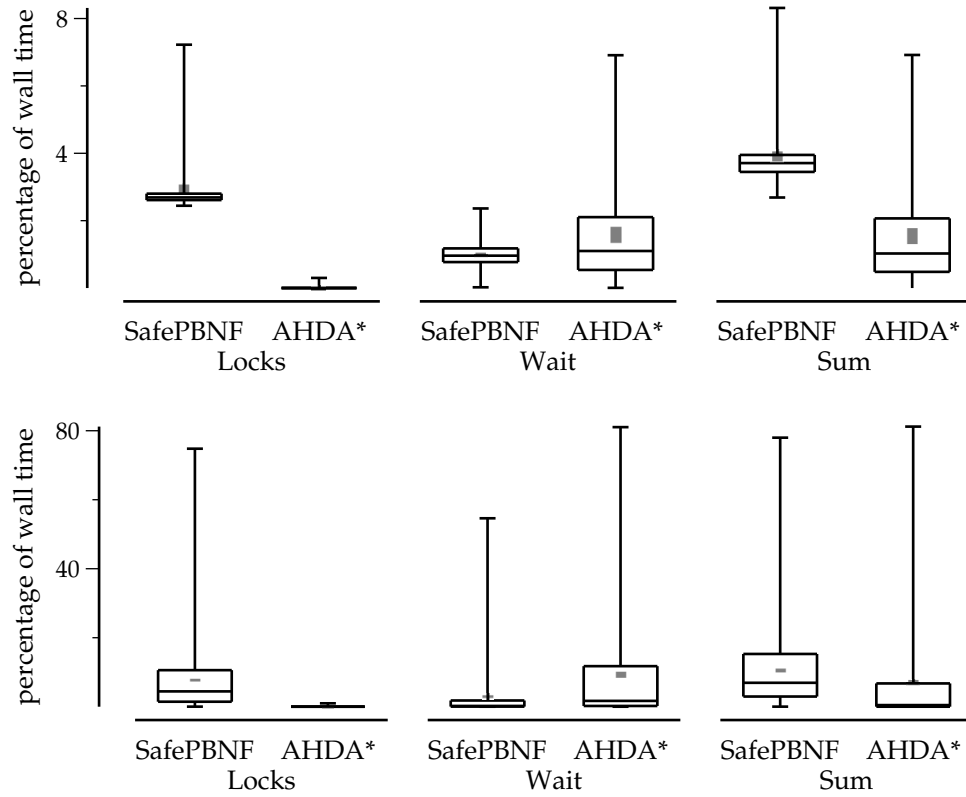 percentage of wall time
8
4
SafePBNF AHDA* SafePBNF AHDA* SafePBNF AHDA*
Locks Wait Sum
percentage of wall time
80
40
SafePBNF AHDA* SafePBNF AHDA* SafePBNF AHDA*
Locks Wait Sum